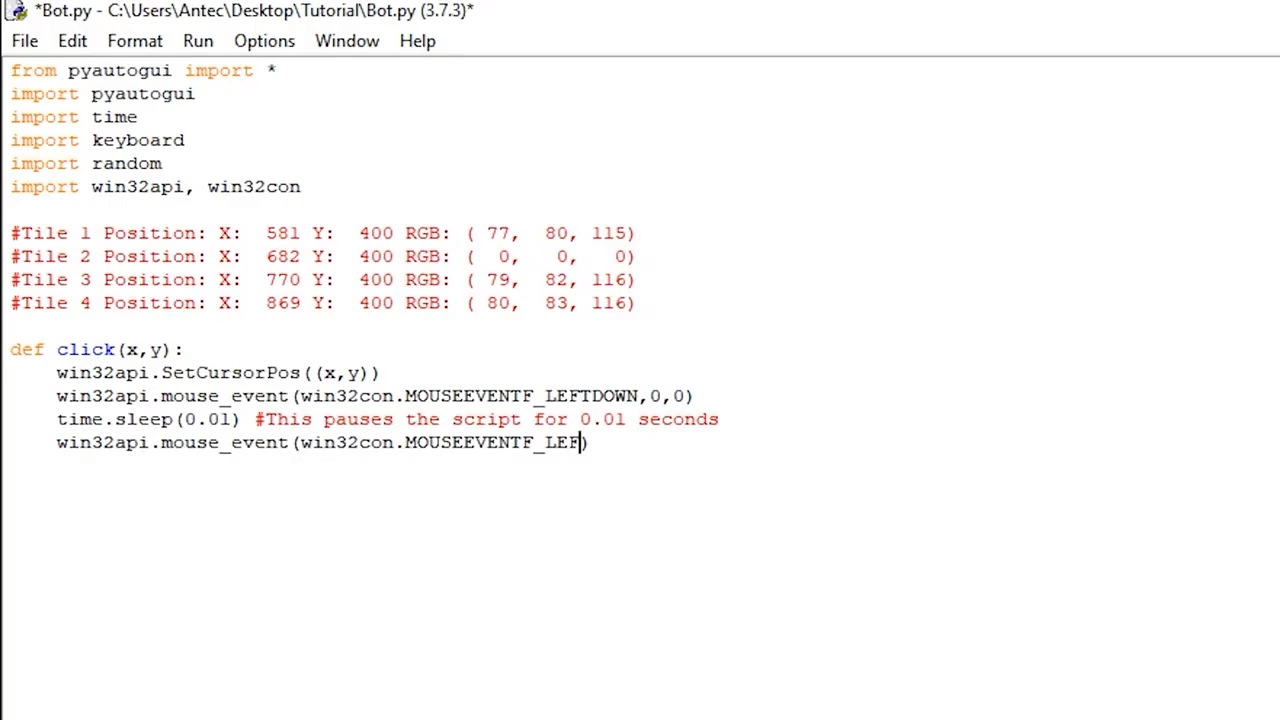 *Bot.py - C:\Users\Antec\Desktop\Tutorial\Bot.py (3.7.3)*
File Edit Format Run Options Window Help
from pyautogui import *
import pyautogui
import time
import keyboard
import random
import win32api, win32con
#Tile 1 Position: X:  581 Y:  400 RGB: ( 77,  80, 115)
#Tile 2 Position: X:  682 Y:  400 RGB: (  0,   0,   0)
#Tile 3 Position: X:  770 Y:  400 RGB: ( 79,  82, 116)
#Tile 4 Position: X:  869 Y:  400 RGB: ( 80,  83, 116)
def click(x,y):
    win32api.SetCursorPos((x,y))
    win32api.mouse_event(win32con.MOUSEEVENTF_LEFTDOWN,0,0)
    time.sleep(0.01) #This pauses the script for 0.01 seconds
    win32api.mouse_event(win32con.MOUSEEVENTF_LEF)